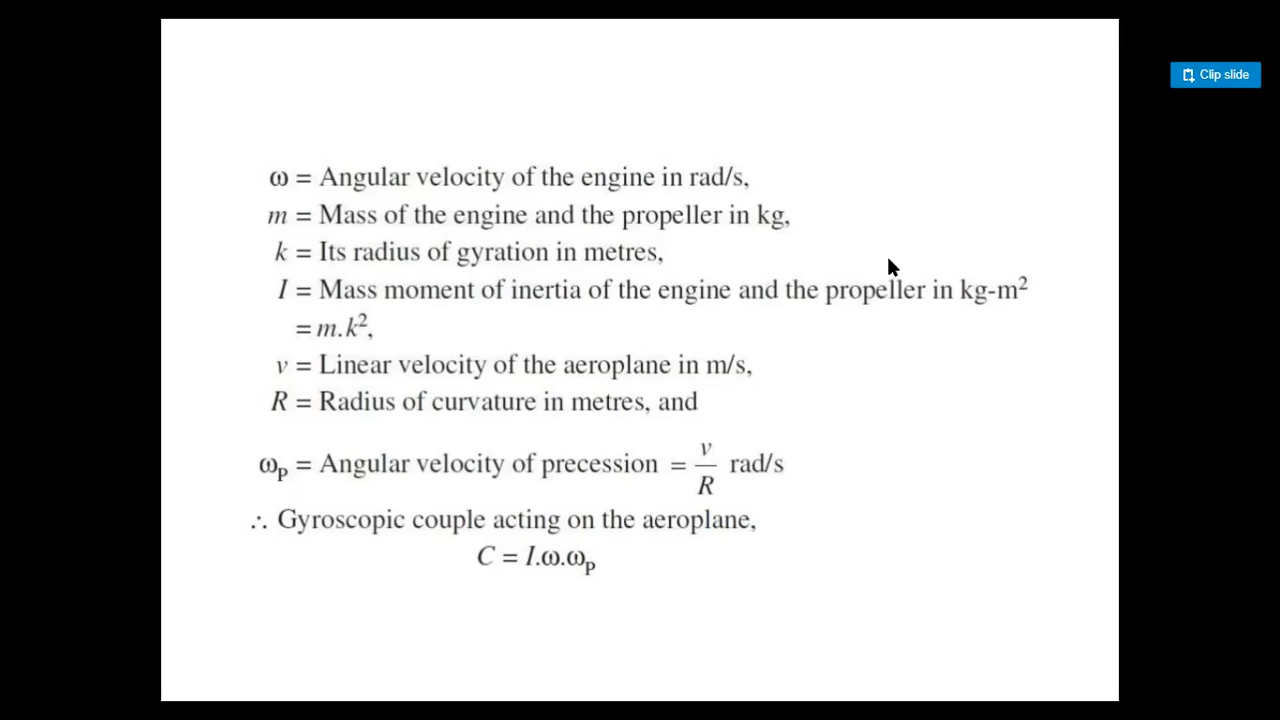 Clip slide
ω = Angular velocity of the engine in rad/s,
m = Mass of the engine and the propeller in kg,
k = Its radius of gyration in metres,
I = Mass moment of inertia of the engine and the propeller in kg-m²
= m.k²,
v = Linear velocity of the aeroplane in m/s,
R = Radius of curvature in metres, and
ωₚ = Angular velocity of precession = v/R rad/s
∴ Gyroscopic couple acting on the aeroplane,
C = I.ω.ωₚ